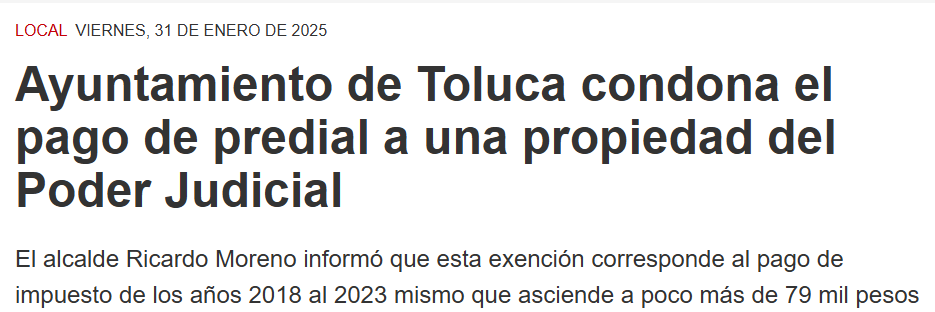 LOCAL VIERNES, 31 DE ENERO DE 2025
Ayuntamiento de Toluca condona el
pago de predial a una propiedad del
Poder Judicial
El alcalde Ricardo Moreno informó que esta exención corresponde al pago de
impuesto de los años 2018 al 2023 mismo que asciende a poco más de 79 mil pesos